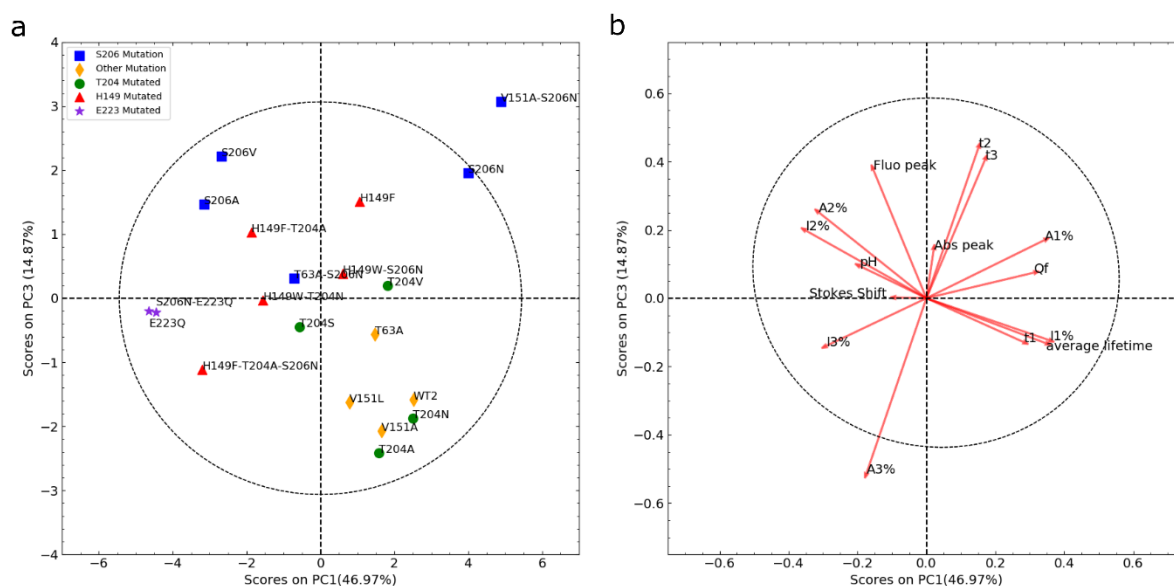 a
b
S206 Mutation
Other Mutation
T204 Mutated
H149 Mutated
E223 Mutated
V151A-S206N
S206V
S206N
S206A
H149F
H149F-T204A
T63A-S206N
H149W-S206N
T204V
H149W-T204N
S206N-E223Q
E223Q
T204S
T63A
H149F-T204A-S206N
V151L
WT2
T204N
V151A
T204A
4
3
2
1
0
−1
−2
−3
−4
−6
−4
−2
0
2
4
6
Scores on PC3 (14.87%)
Scores on PC1(46.97%)
t2
t3
Fluo peak
A2%
I2%
A1%
Abs peak
pH
Qf
Stokes Shift
I3%
t1
I1%
average lifetime
A3%
0.6
0.4
0.2
0.0
−0.2
−0.4
−0.6
−0.6
−0.4
−0.2
0.0
0.2
0.4
0.6
Scores on PC3 (14.87%)
Scores on PC1(46.97%)